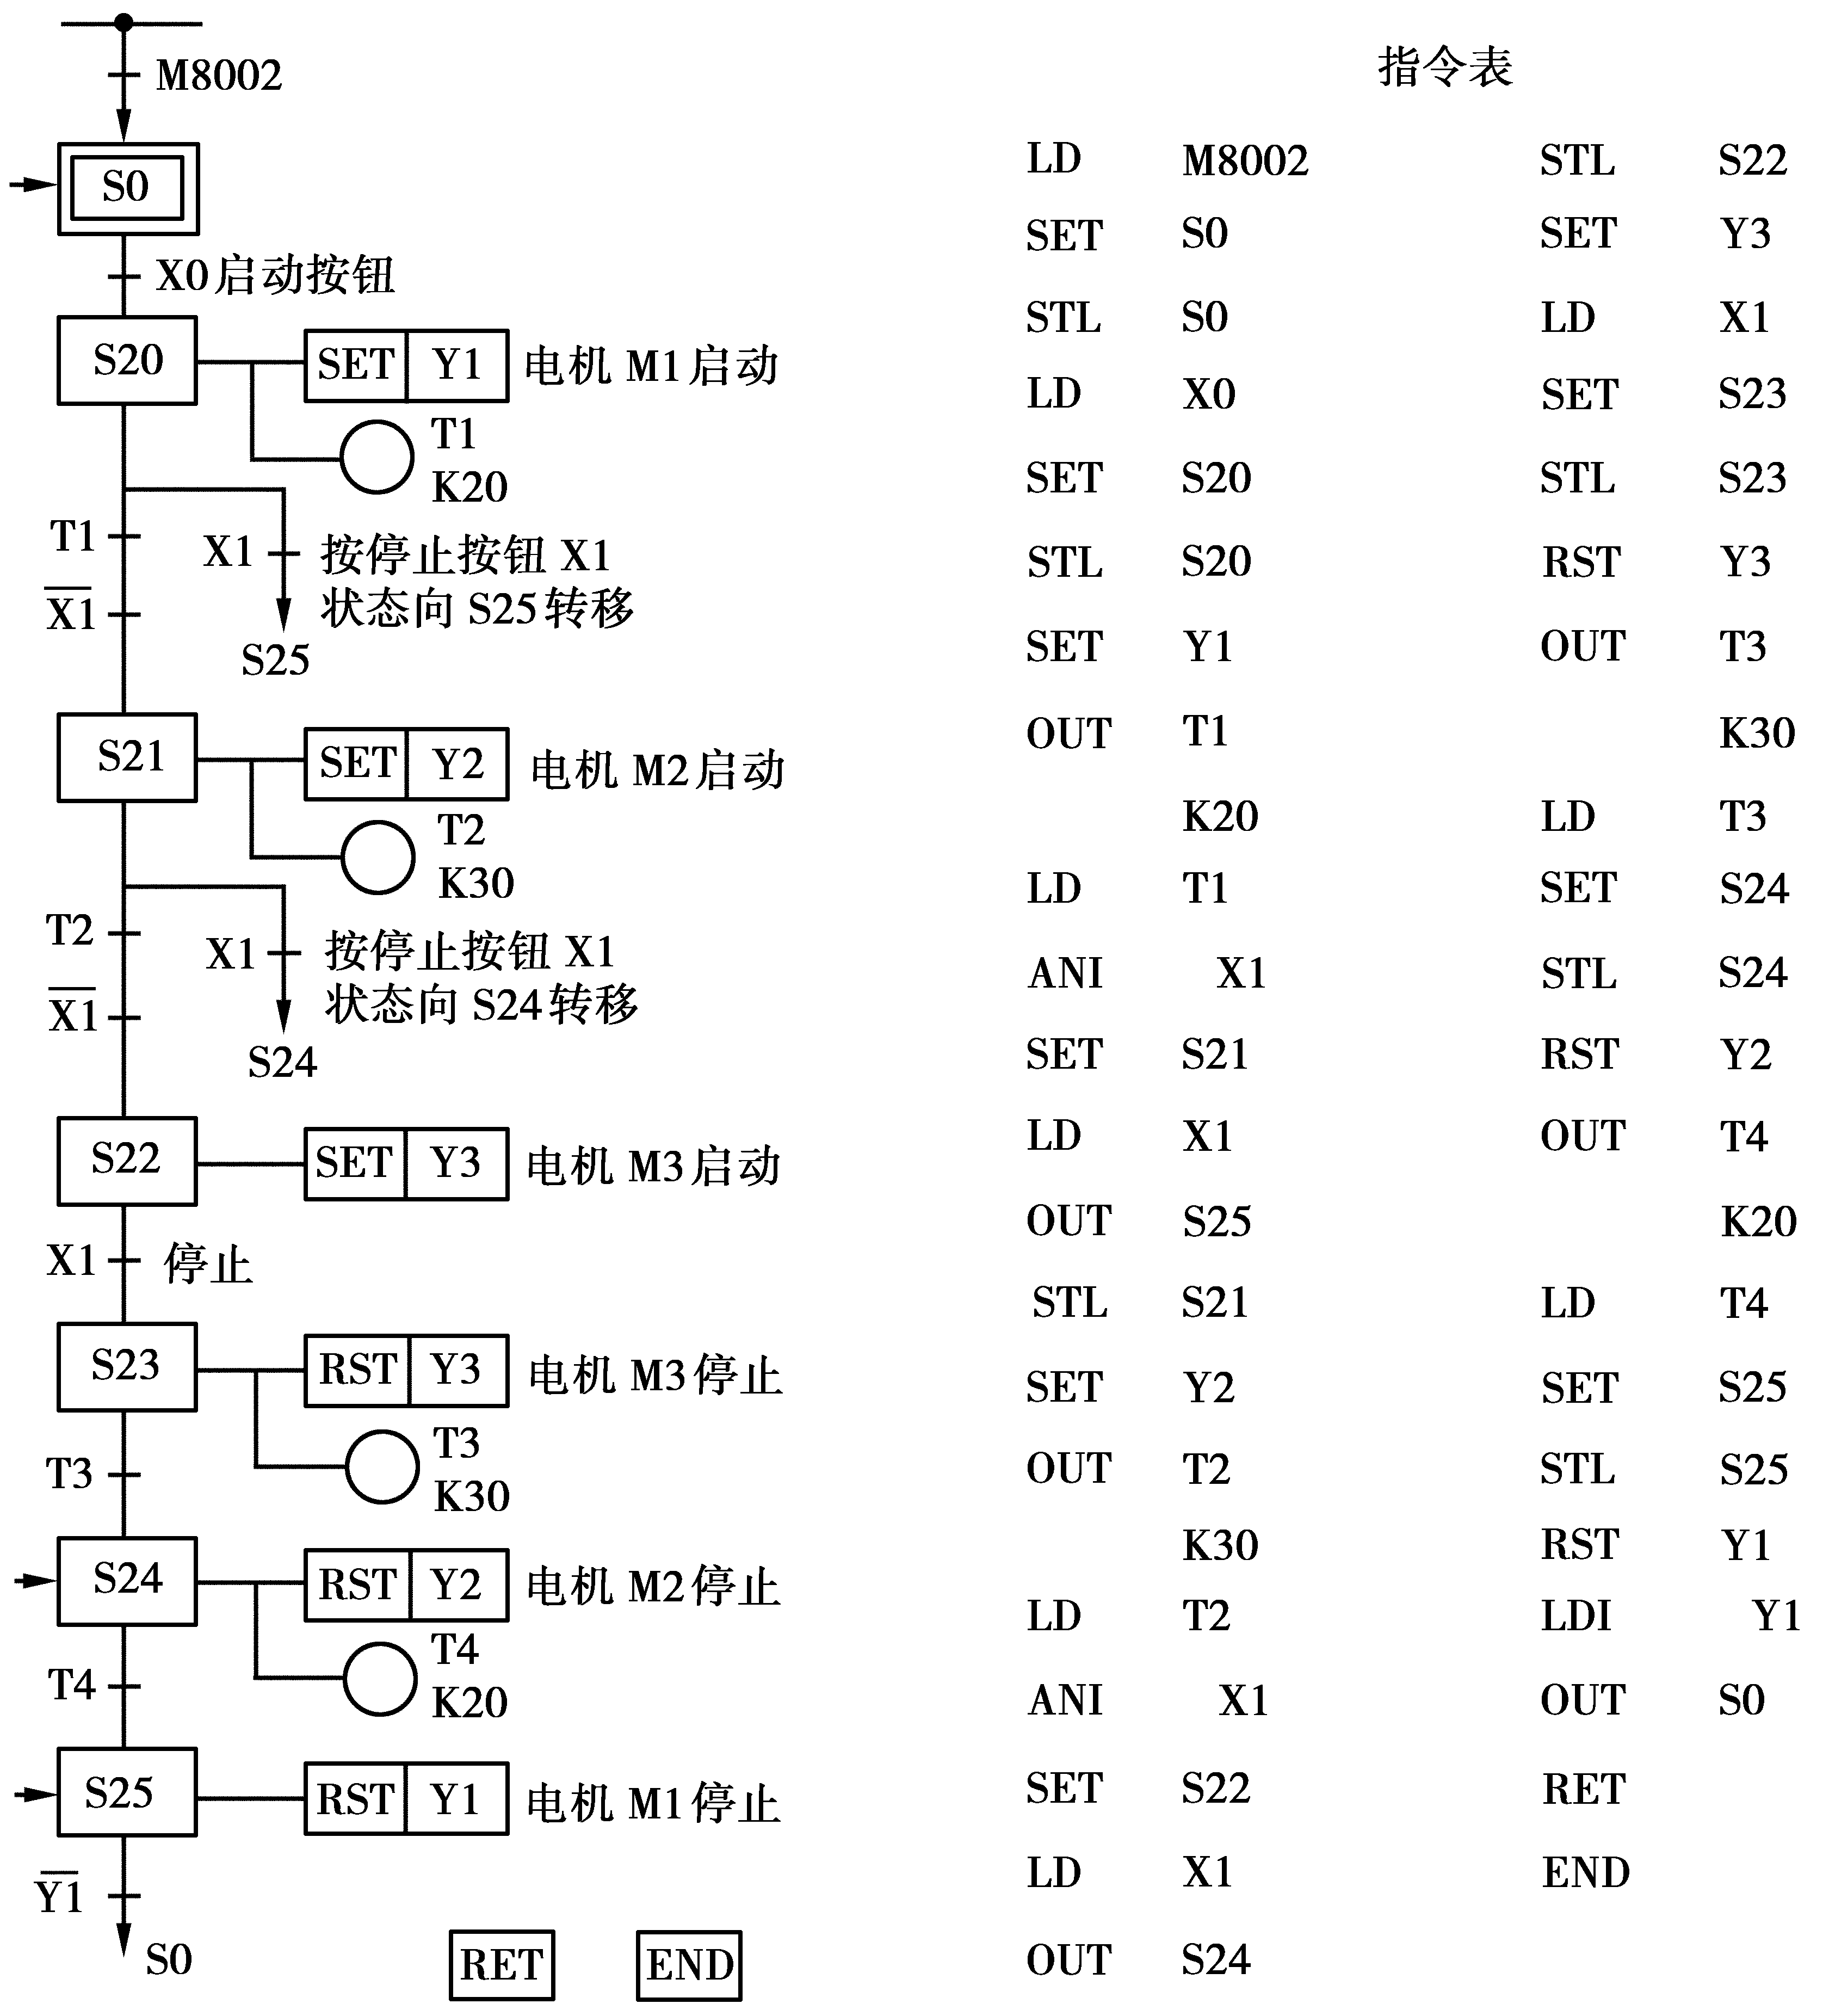 M8002
S0
X0启动按钮
S20 SET Y1 电机 M1启动
T1
K20
T1
X1 按停止按钮 X1
X1 状态向 S25转移
S25
S21 SET Y2 电机 M2启动
T2
K30
T2
X1 按停止按钮 X1
X1 状态向 S24转移
S24
S22 SET Y3 电机 M3启动
X1 停止
S23 RST Y3 电机 M3停止
T3
K30
T3
S24 RST Y2 电机 M2停止
T4
K20
T4
S25 RST Y1 电机 M1停止
Y1
S0
RET END
指令表
LD M8002
SET S0
STL S0
LD X0
SET S20
STL S20
SET Y1
OUT T1
K20
LD T1
ANI X1
SET S21
LD X1
OUT S25
STL S21
SET Y2
OUT T2
K30
LD T2
ANI X1
SET S22
LD X1
OUT S24
STL S22
SET Y3
LD X1
SET S23
STL S23
RST Y3
OUT T3
K30
LD T3
SET S24
STL S24
RST Y2
OUT T4
K20
LD T4
SET S25
STL S25
RST Y1
LDI Y1
OUT S0
RET
END